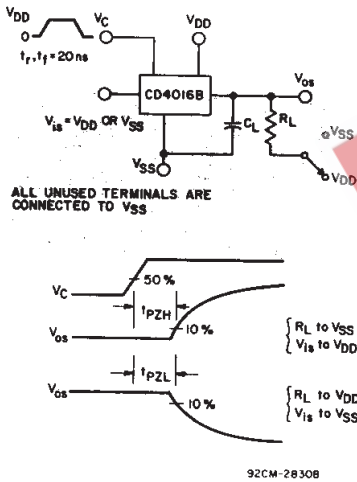 VDD
0
VC
VDD
tr, tf = 20 ns
CD4016B
Vos
Vis = VDD OR VSS
CL
RL
VSS
VSS
VDD
ALL UNUSED TERMINALS ARE
CONNECTED TO VSS
VC
50%
tPZH
Vos
10%
{ RL to VSS
Vis to VDD
tPZL
Vos
10%
{ RL to VDD
Vis to VSS
92CM-28308